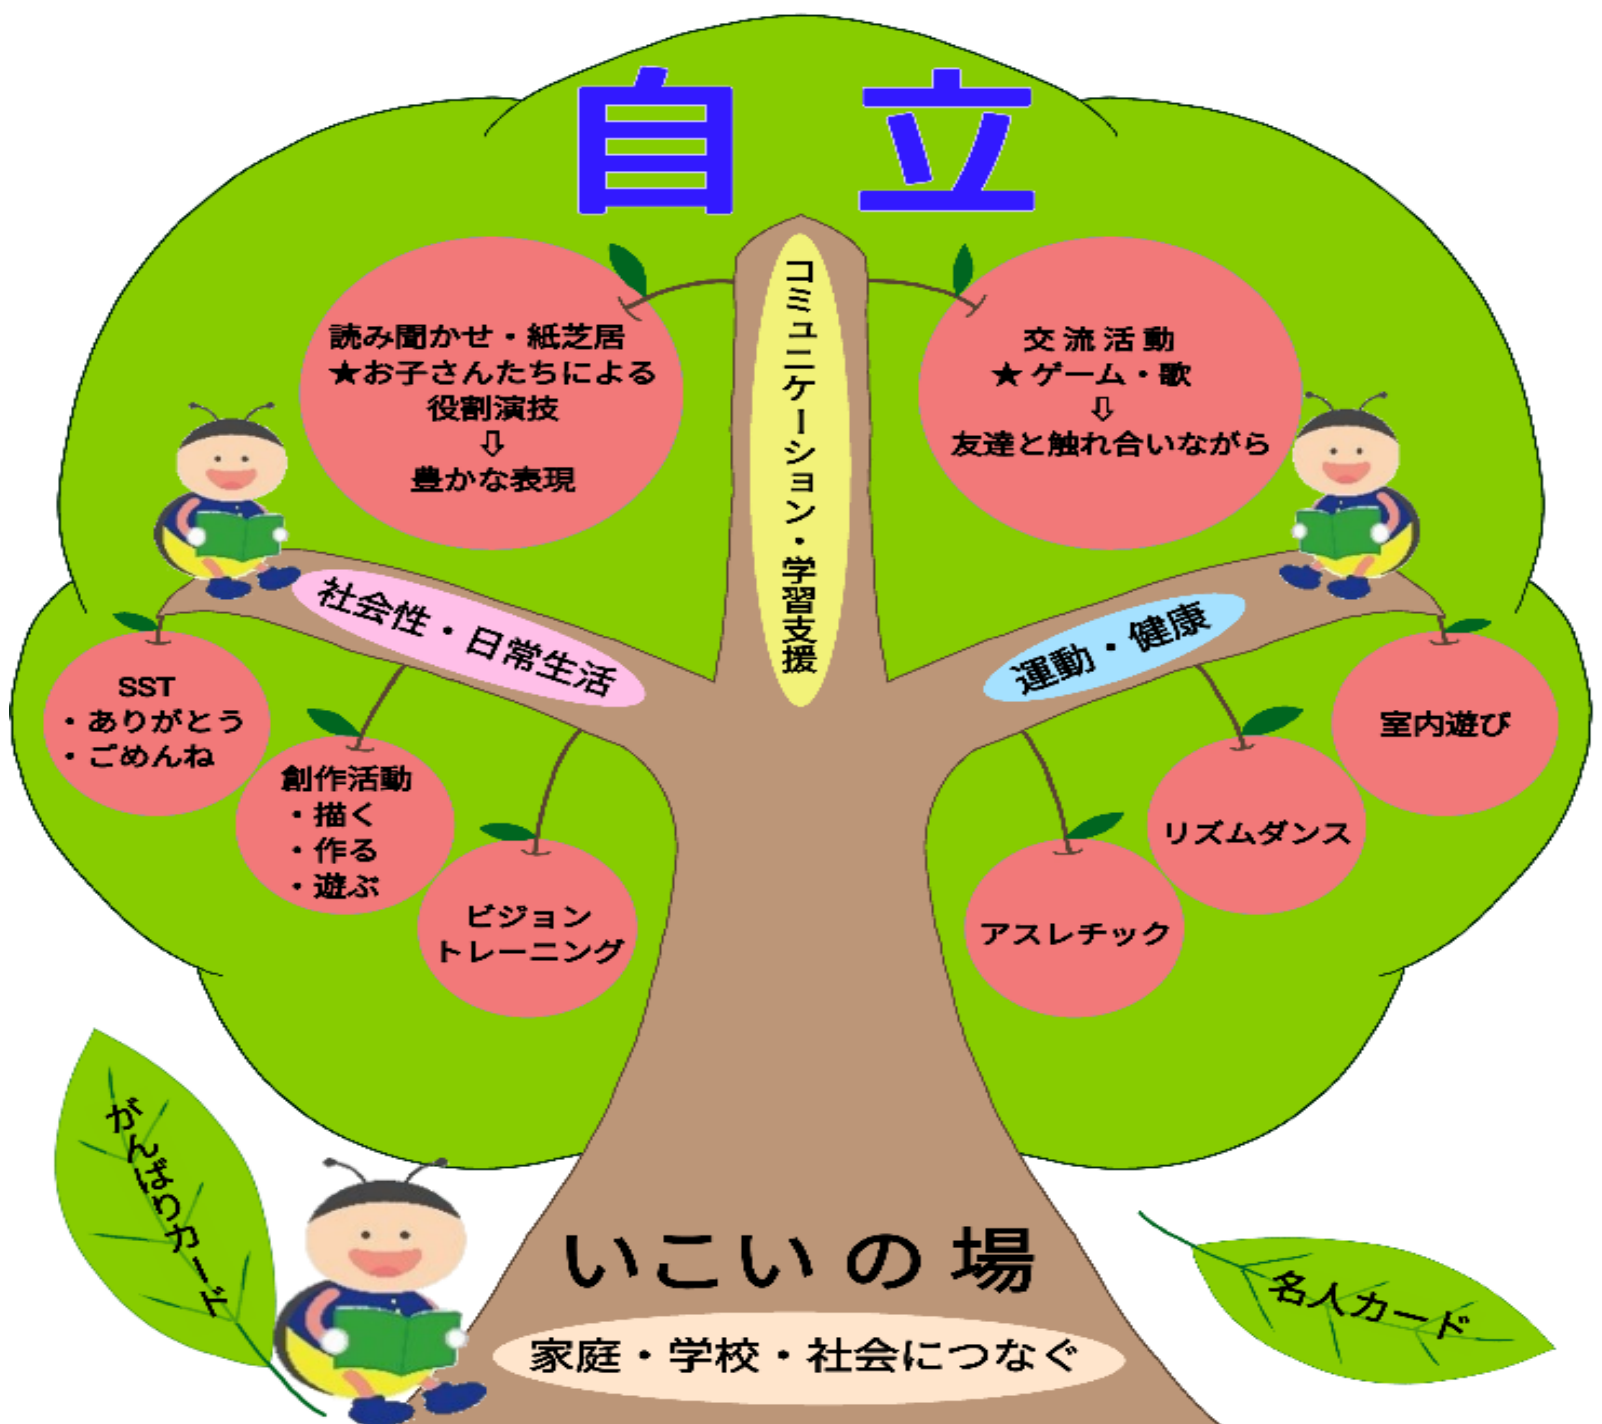 自 立
コミュニケーション・学習支援
読み聞かせ・紙芝居
★お子さんたちによる
役割演技
⇩
豊かな表現
交 流 活 動
★ ゲーム・歌
⇩
友達と触れ合いながら
社会性・日常生活
運動・健康
SST
・ありがとう
・ごめんね
創作活動
・描く
・作る
・遊ぶ
ビジョン
トレーニング
アスレチック
リズムダンス
室内遊び
がんばりカード
名人カード
いこい の 場
家庭・学校・社会につなぐ